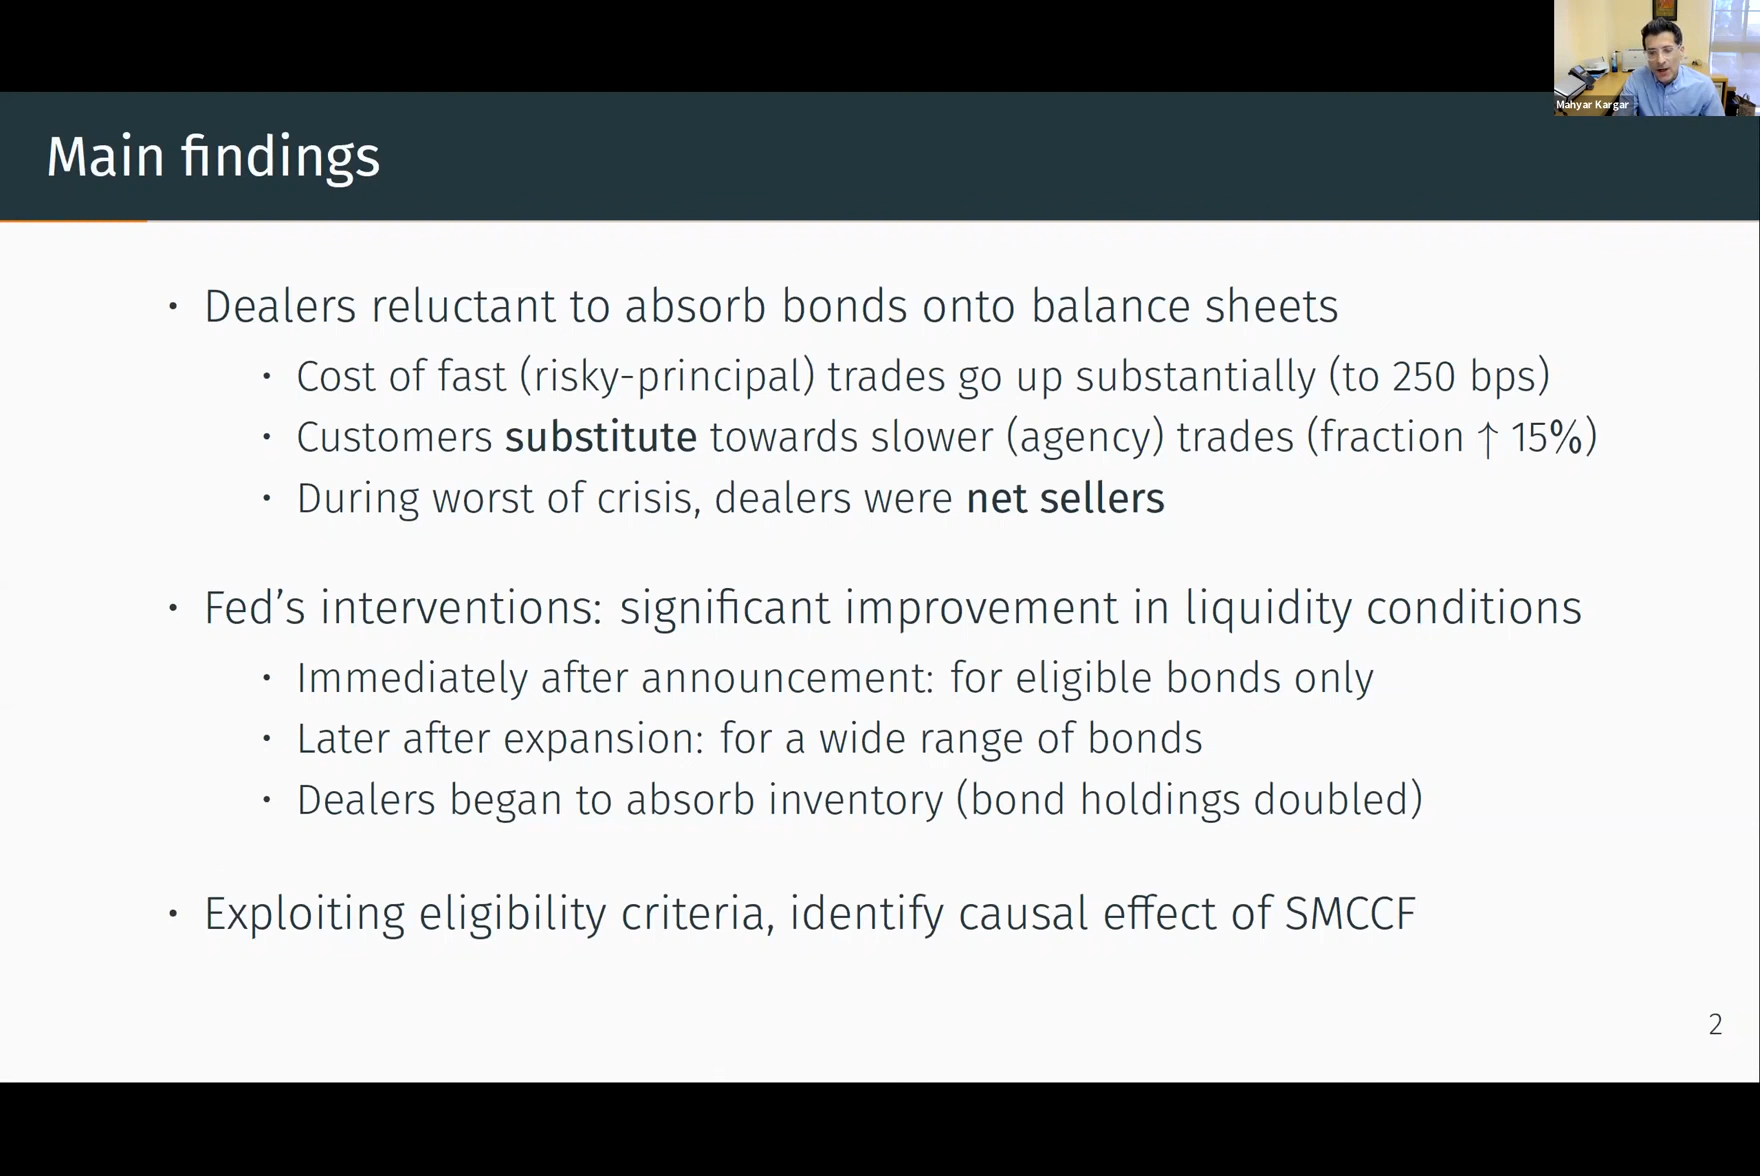 Mahyar Kargar
Main findings
• Dealers reluctant to absorb bonds onto balance sheets
• Cost of fast (risky-principal) trades go up substantially (to 250 bps)
• Customers substitute towards slower (agency) trades (fraction ↑ 15%)
• During worst of crisis, dealers were net sellers
• Fed’s interventions: significant improvement in liquidity conditions
• Immediately after announcement: for eligible bonds only
• Later after expansion: for a wide range of bonds
• Dealers began to absorb inventory (bond holdings doubled)
• Exploiting eligibility criteria, identify causal effect of SMCCF
2